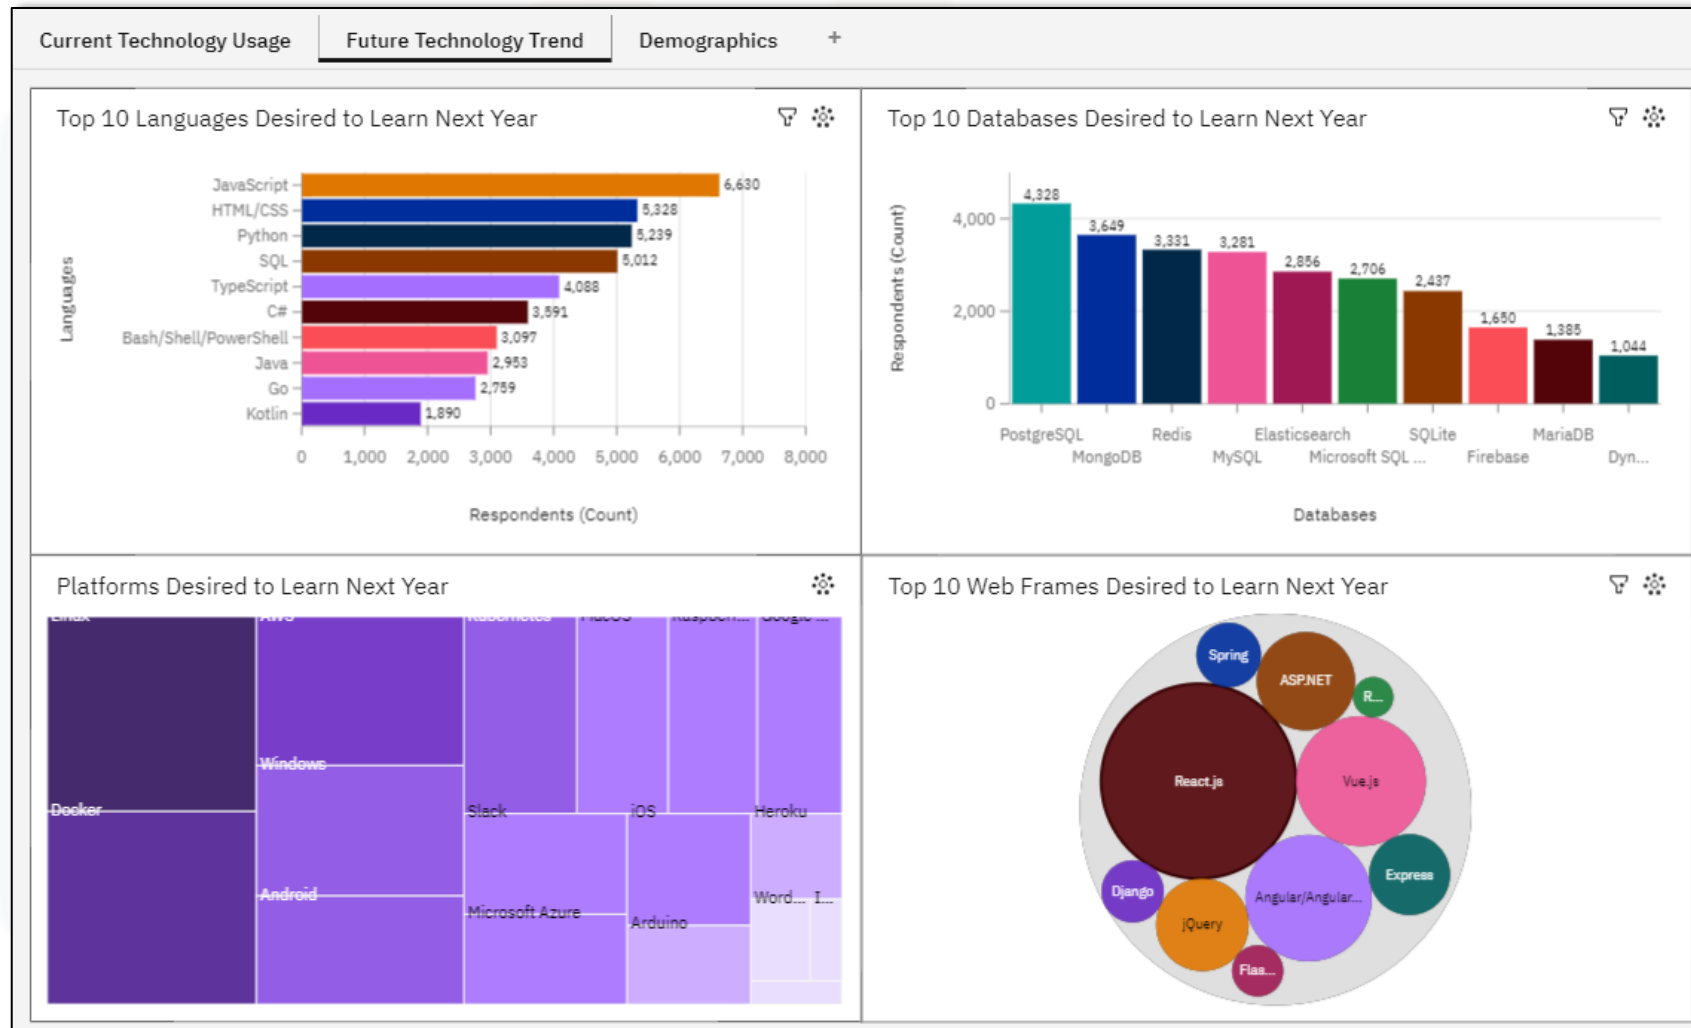 Current Technology Usage
Future Technology Trend
Demographics
+
Top 10 Languages Desired to Learn Next Year
Languages
JavaScript 6,630
HTML/CSS 5,328
Python 5,239
SQL 5,012
TypeScript 4,088
C# 3,591
Bash/Shell/PowerShell 3,097
Java 2,953
Go 2,759
Kotlin 1,890
0 1,000 2,000 3,000 4,000 5,000 6,000 7,000 8,000
Respondents (Count)
Top 10 Databases Desired to Learn Next Year
Respondents (Count)
4,000
2,000
0
4,328
3,649
3,331
3,281
2,856
2,706
2,437
1,650
1,385
1,044
PostgreSQL
MongoDB
Redis
MySQL
Elasticsearch
Microsoft SQL ...
SQLite
Firebase
MariaDB
Dyn...
Databases
Platforms Desired to Learn Next Year
Linux
AWS
Kubernetes
MacOS
Raspberr...
Google ...
Windows
Docker
Slack
iOS
Heroku
Android
Word...
I...
Microsoft Azure
Arduino
Top 10 Web Frames Desired to Learn Next Year
Spring
ASP.NET
R...
React.js
Vue.js
Express
Django
Angular/Angular...
jQuery
Flas...